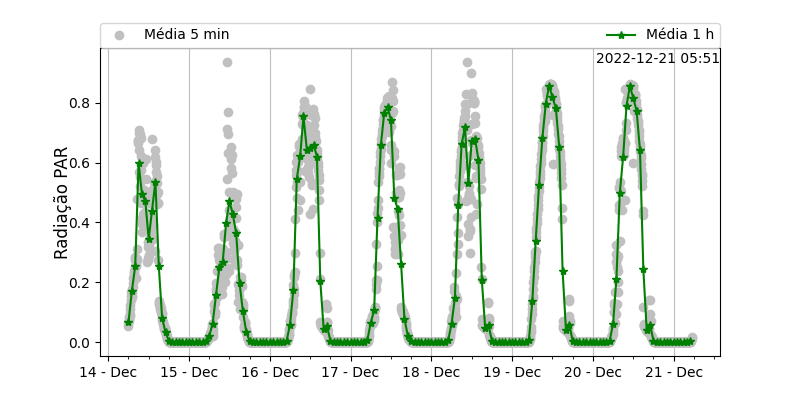 Média 5 min
Média 1 h
2022-12-21 05:51
Radiação PAR
0.8
0.6
0.4
0.2
0.0
14 - Dec
15 - Dec
16 - Dec
17 - Dec
18 - Dec
19 - Dec
20 - Dec
21 - Dec